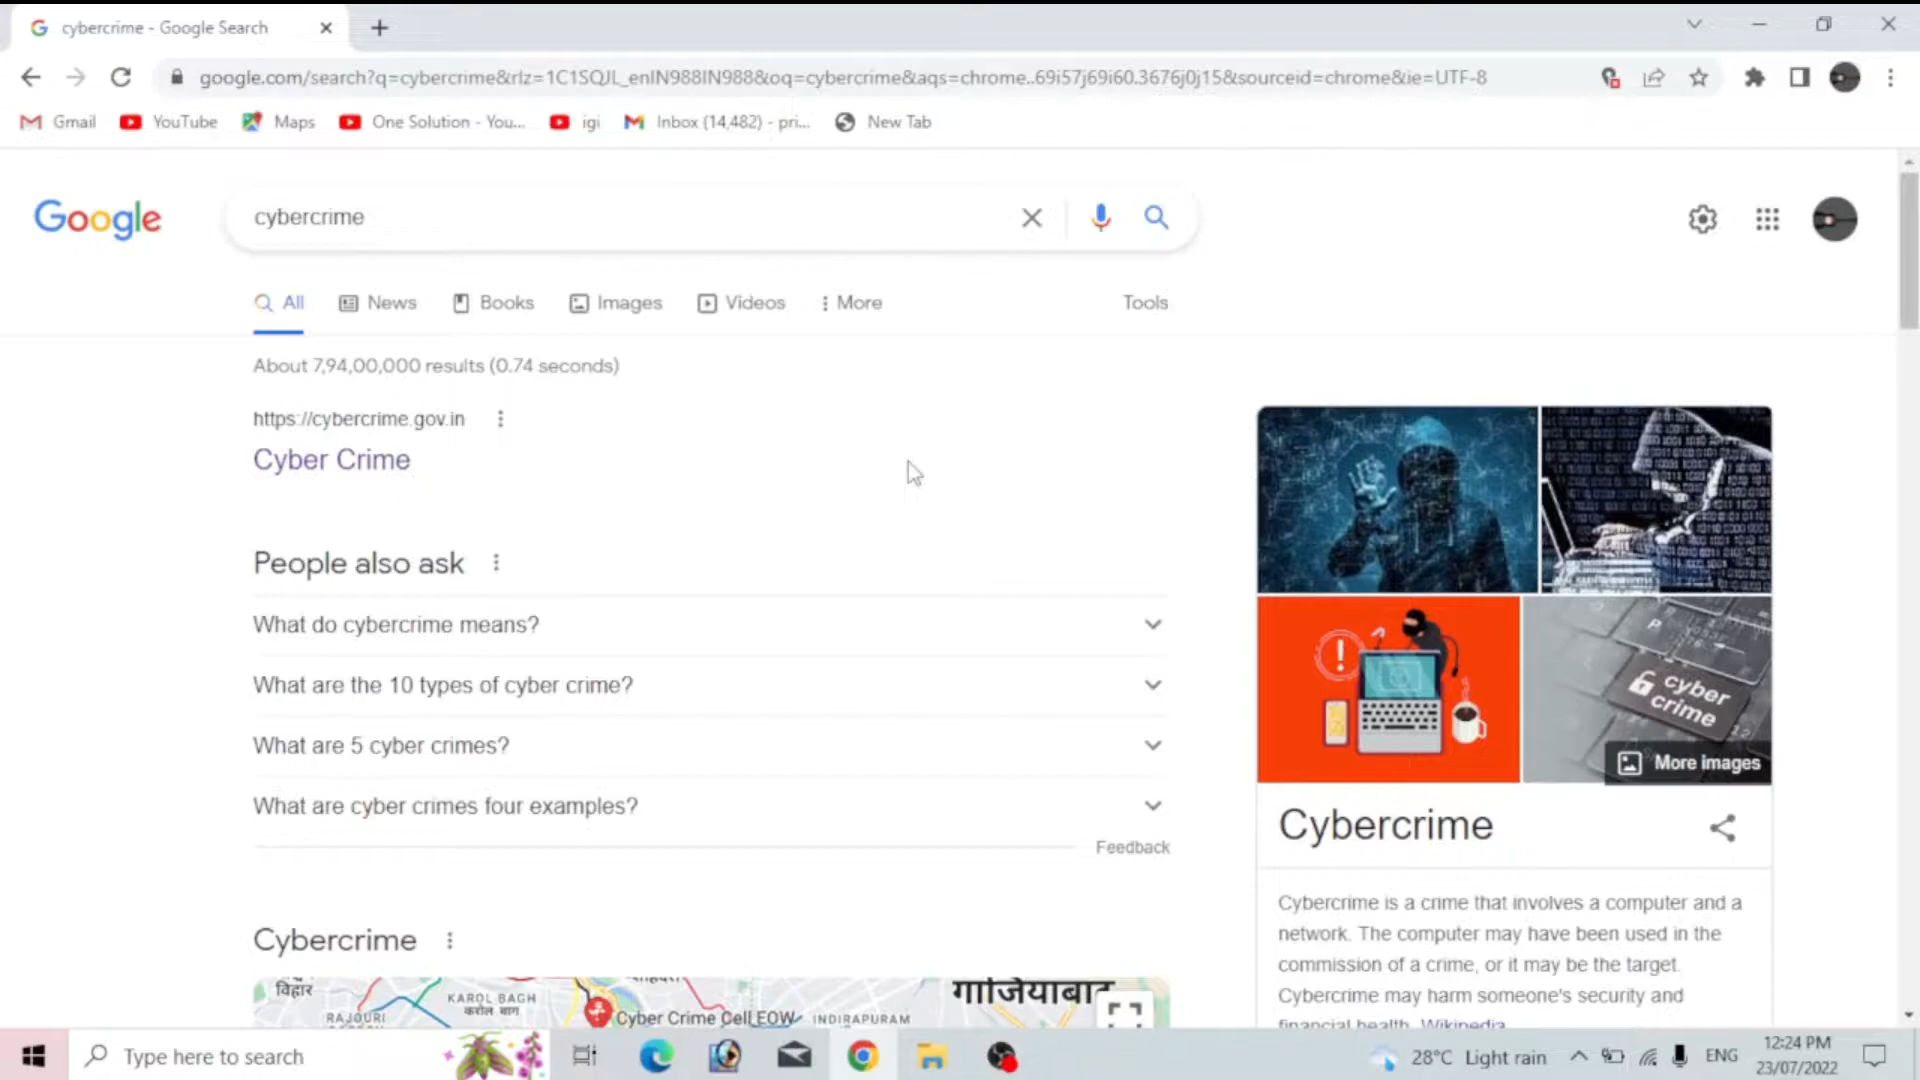 cybercrime - Google Search
google.com/search?q=cybercrime&rlz=1C1SQJL_enIN988IN988&oq=cybercrime&aqs=chrome..69i57j69i60.3676j0j15&sourceid=chrome&ie=UTF-8
Gmail YouTube Maps One Solution - You... igi Inbox (14,482) - pri... New Tab
Google cybercrime
All News Books Images Videos More Tools
About 7,94,00,000 results (0.74 seconds)
https://cybercrime.gov.in
Cyber Crime
People also ask
What do cybercrime means?
What are the 10 types of cyber crime?
What are 5 cyber crimes?
What are cyber crimes four examples?
Feedback
Cybercrime
विहार
KAROL BAGH
करोल बाग
RAJOURI
Cyber Crime Cell EOW
INDIRAPURAM
गाजियाबाद
cyber
crime
More images
Cybercrime
Cybercrime is a crime that involves a computer and a
network. The computer may have been used in the
commission of a crime, or it may be the target.
Cybercrime may harm someone's security and
financial health. Wikipedia
Type here to search
28°C Light rain
ENG
12:24 PM
23/07/2022